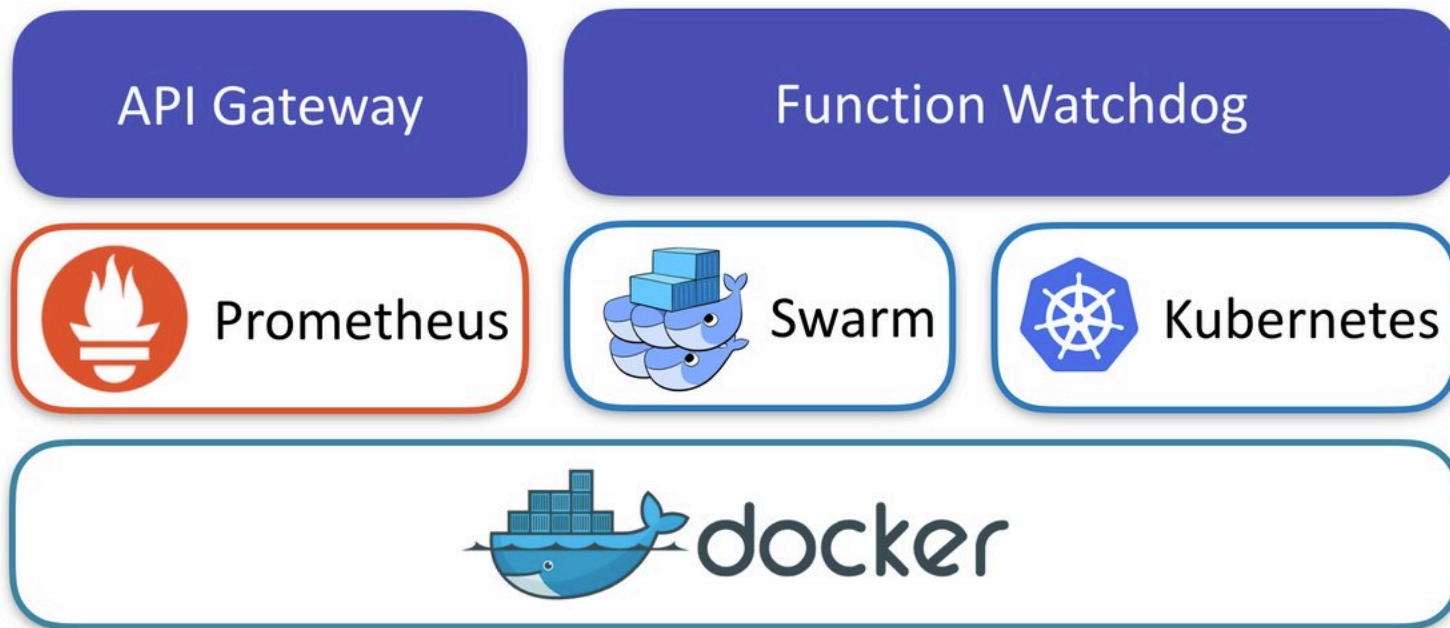 API Gateway
Function Watchdog
Prometheus
Swarm
Kubernetes
docker